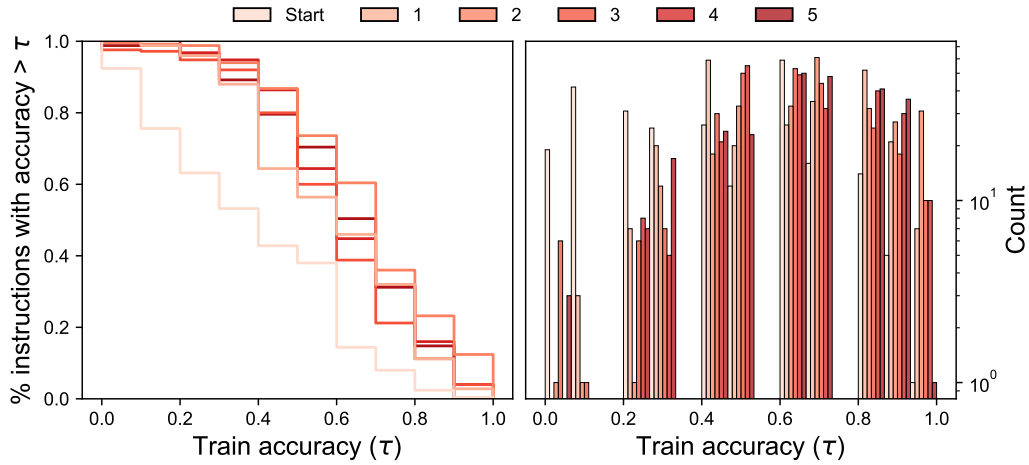 Start 1 2 3 4 5
% instructions with accuracy > τ
1.0
0.8
0.6
0.4
0.2
0.0
0.0 0.2 0.4 0.6 0.8 1.0
Train accuracy (τ)
0.0 0.2 0.4 0.6 0.8 1.0
Train accuracy (τ)
10¹
10⁰
Count